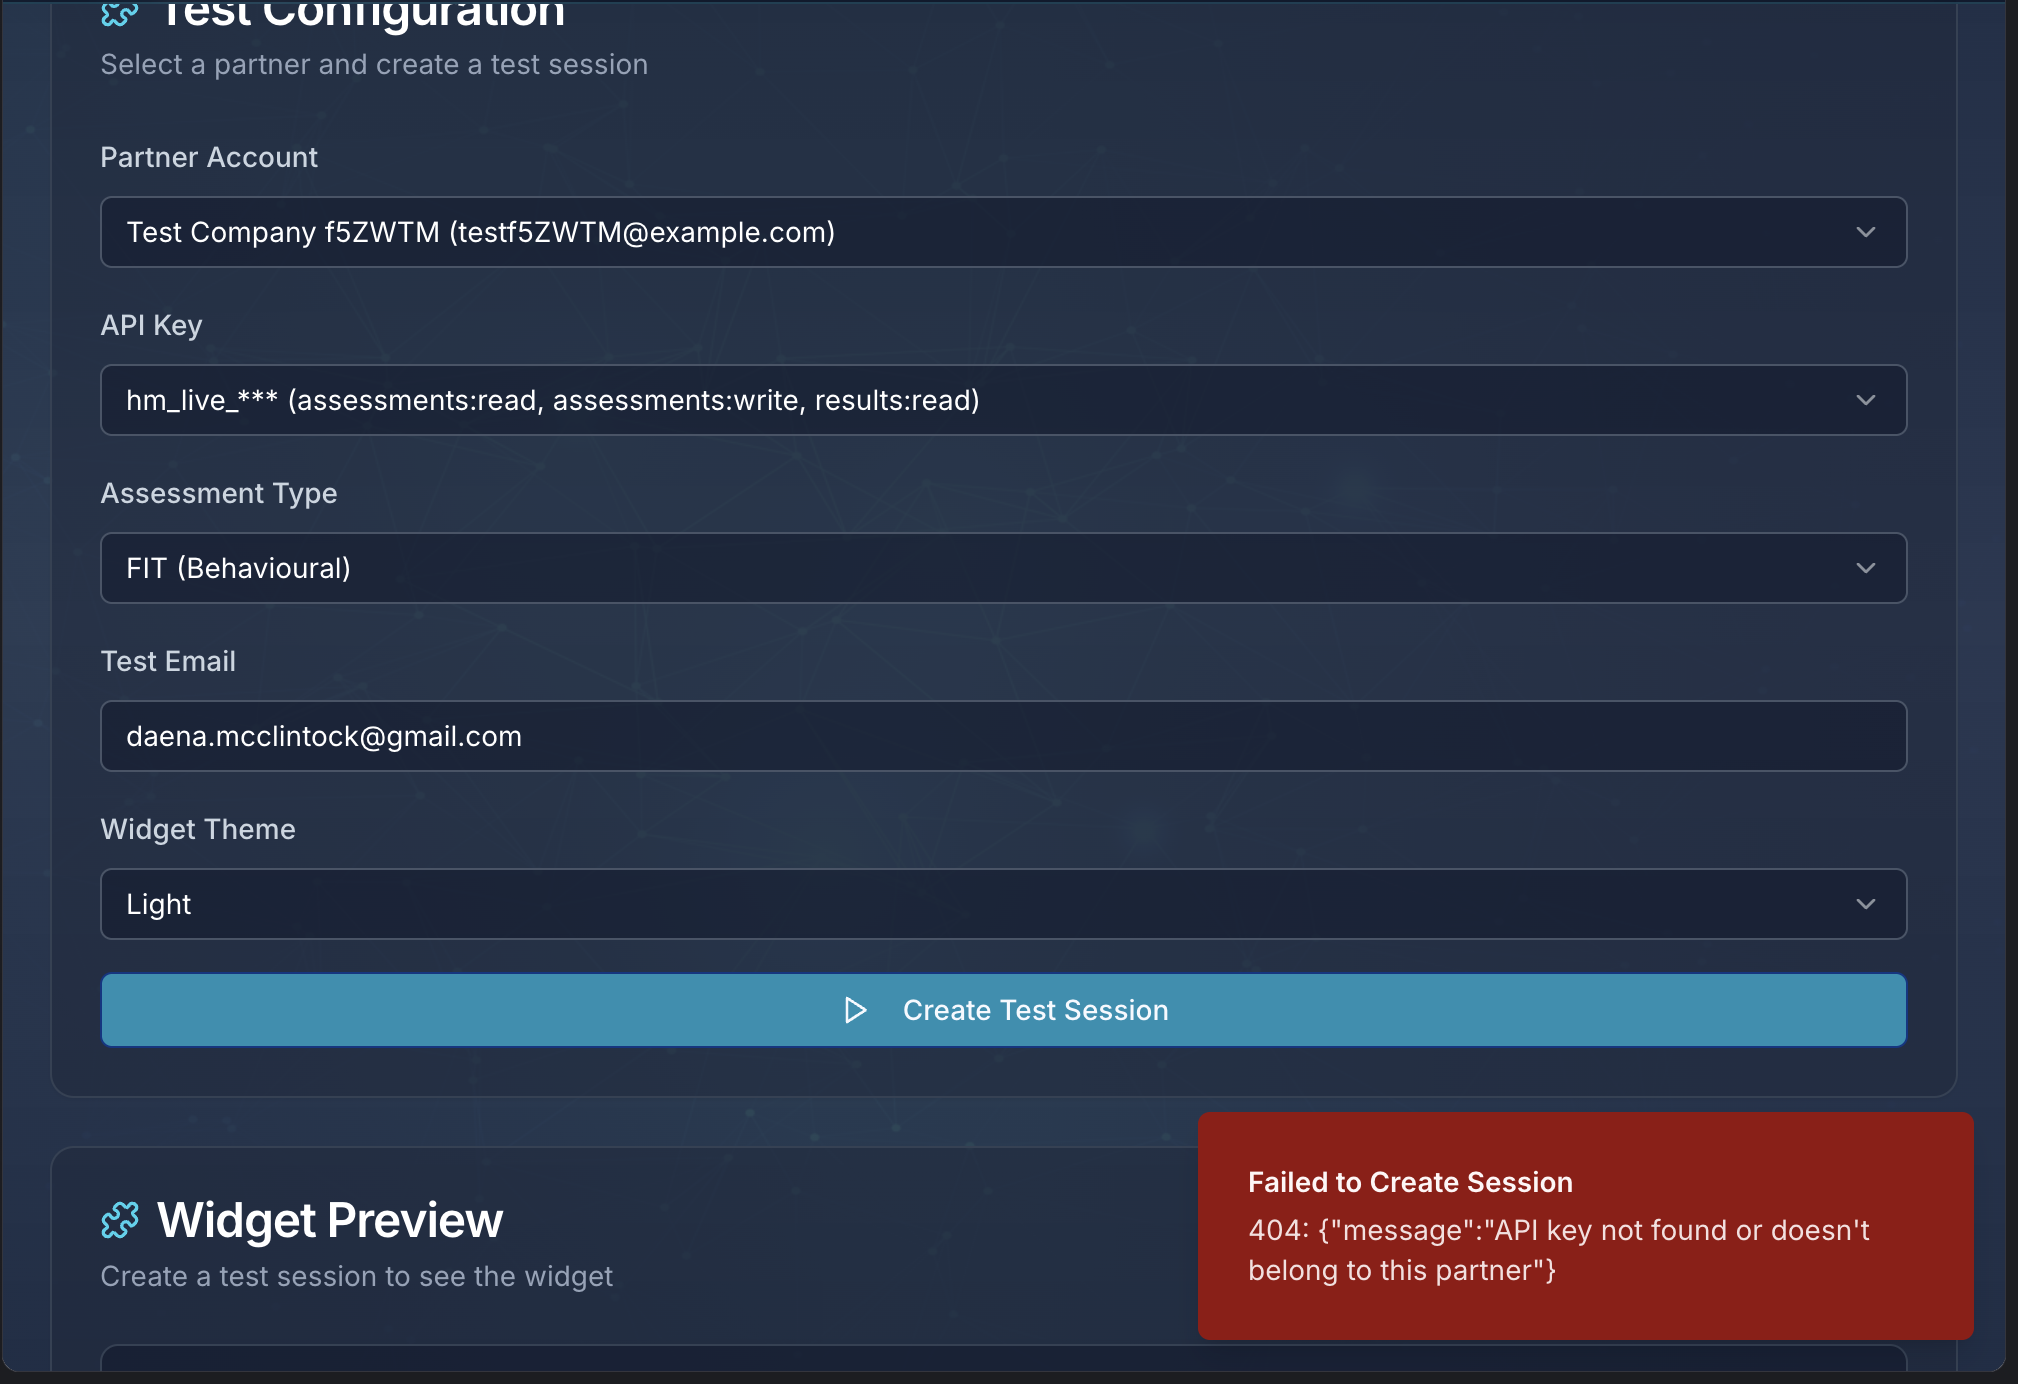 Test Configuration
Select a partner and create a test session
Partner Account
Test Company f5ZWTM (testf5ZWTM@example.com)
API Key
hm_live_*** (assessments:read, assessments:write, results:read)
Assessment Type
FIT (Behavioural)
Test Email
daena.mcclintock@gmail.com
Widget Theme
Light
Create Test Session
Widget Preview
Create a test session to see the widget
Failed to Create Session
404: {"message":"API key not found or doesn't
belong to this partner"}